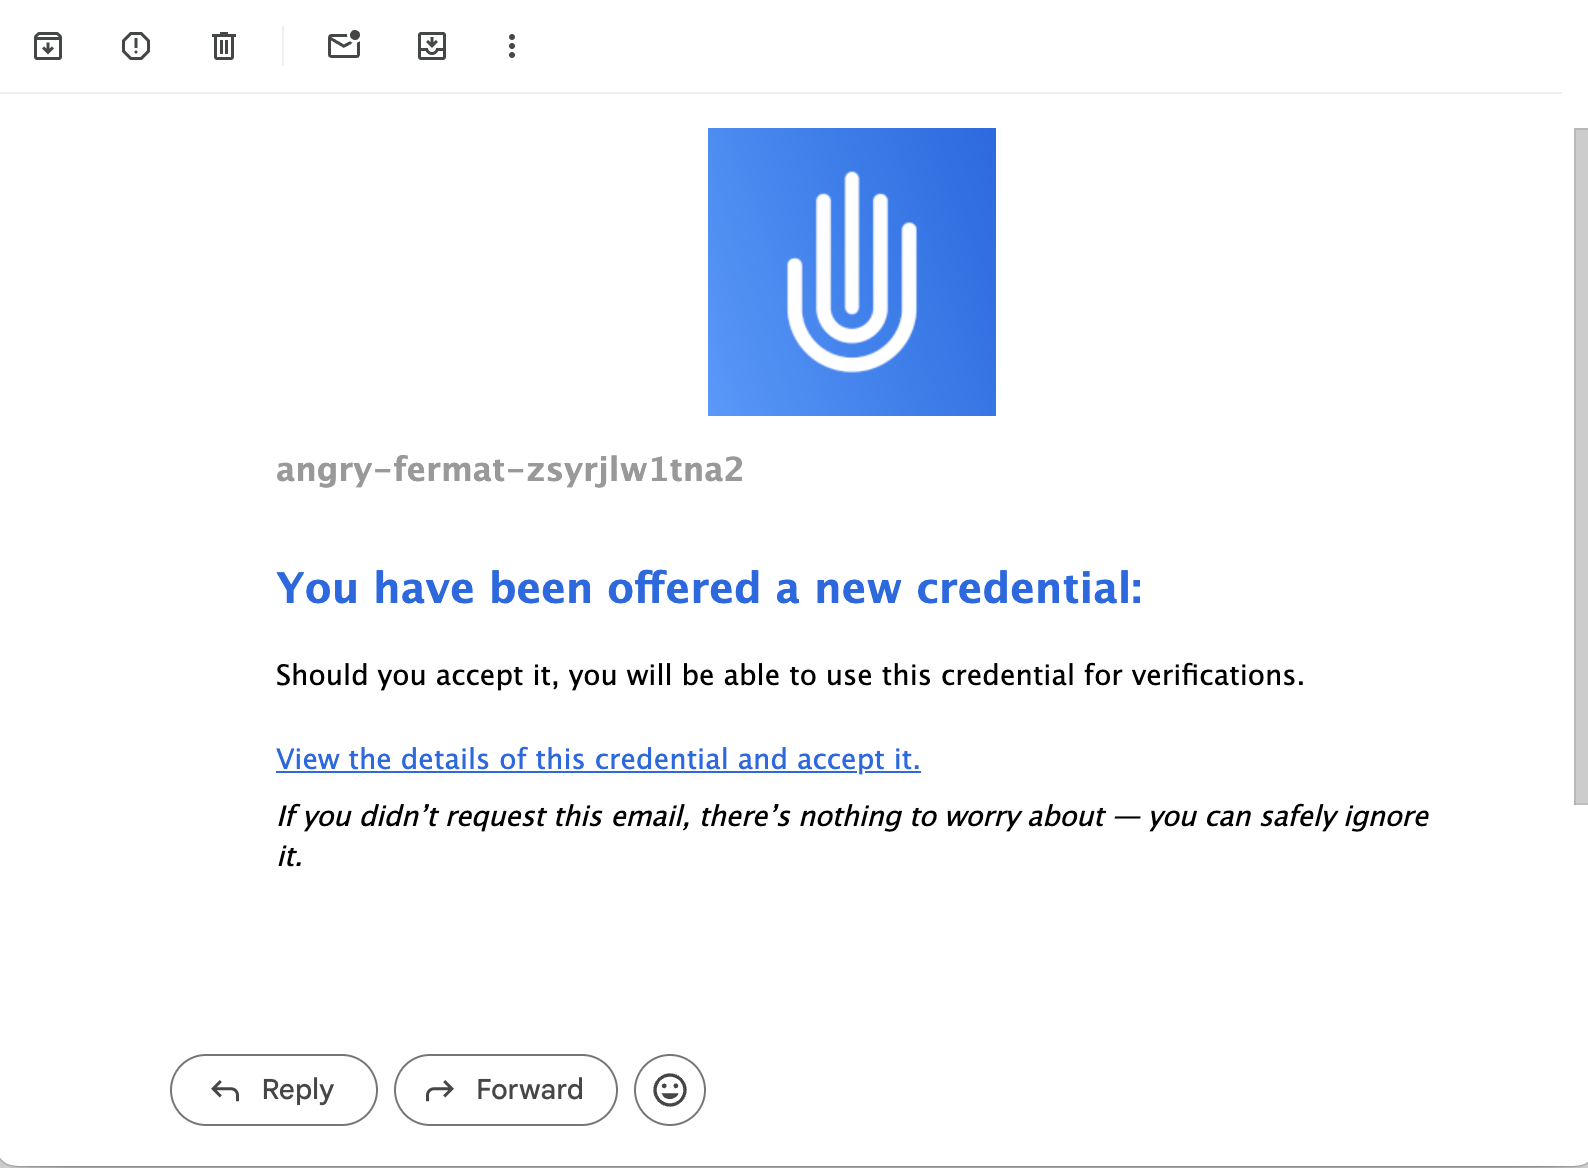 angry-fermat-zsyrjlw1tna2
You have been offered a new credential:
Should you accept it, you will be able to use this credential for verifications.
View the details of this credential and accept it.
If you didn’t request this email, there’s nothing to worry about — you can safely ignore
it.
Reply
Forward